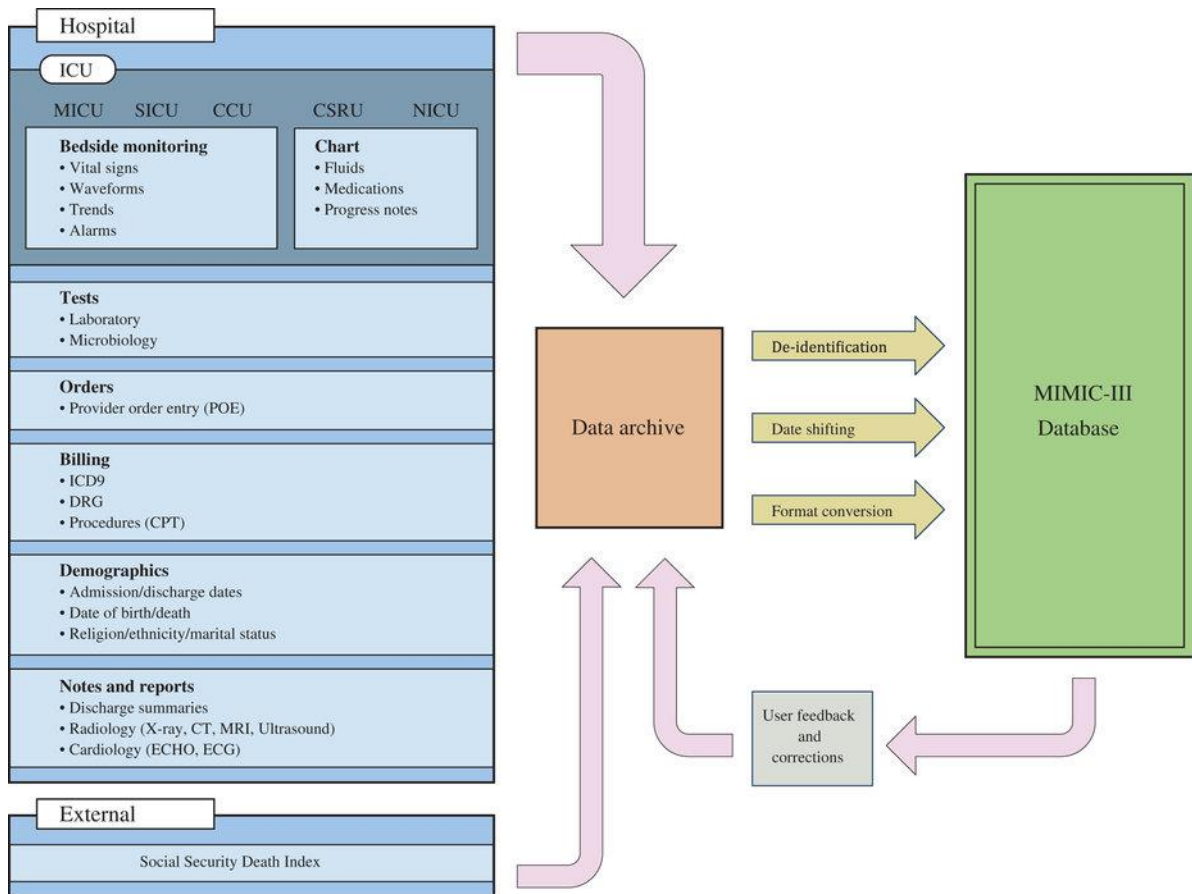 Hospital
ICU
MICU SICU CCU CSRU NICU
Bedside monitoring
• Vital signs
• Waveforms
• Trends
• Alarms
Chart
• Fluids
• Medications
• Progress notes
Tests
• Laboratory
• Microbiology
Orders
• Provider order entry (POE)
Billing
• ICD9
• DRG
• Procedures (CPT)
Demographics
• Admission/discharge dates
• Date of birth/death
• Religion/ethnicity/marital status
Notes and reports
• Discharge summaries
• Radiology (X-ray, CT, MRI, Ultrasound)
• Cardiology (ECHO, ECG)
External
Social Security Death Index
Data archive
De-identification
Date shifting
Format conversion
MIMIC-III
Database
User feedback
and
corrections